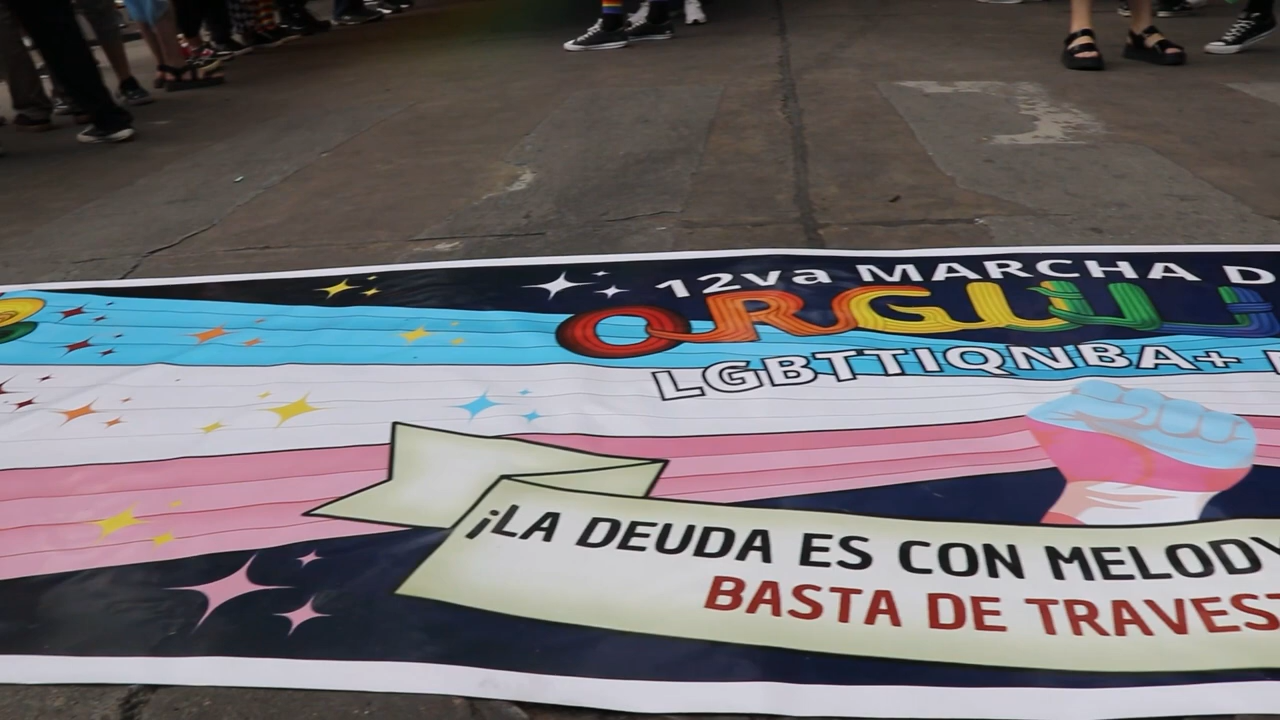 12va MARCHA D
ORGULL
LGBTTIQNBA+
¡LA DEUDA ES CON MELODY
BASTA DE TRAVEST